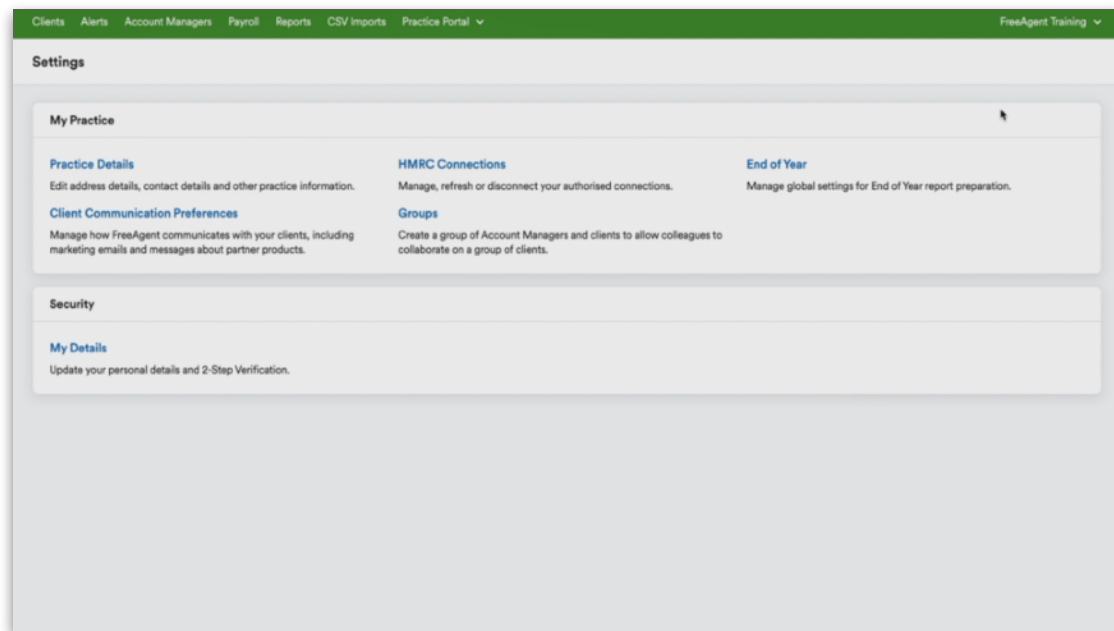 Clients Alerts Account Managers Payroll Reports CSV Imports Practice Portal FreeAgent Training
Settings
My Practice
Practice Details
Edit address details, contact details and other practice information.
HMRC Connections
Manage, refresh or disconnect your authorised connections.
End of Year
Manage global settings for End of Year report preparation.
Client Communication Preferences
Manage how FreeAgent communicates with your clients, including
marketing emails and messages about partner products.
Groups
Create a group of Account Managers and clients to allow colleagues to
collaborate on a group of clients.
Security
My Details
Update your personal details and 2-Step Verification.